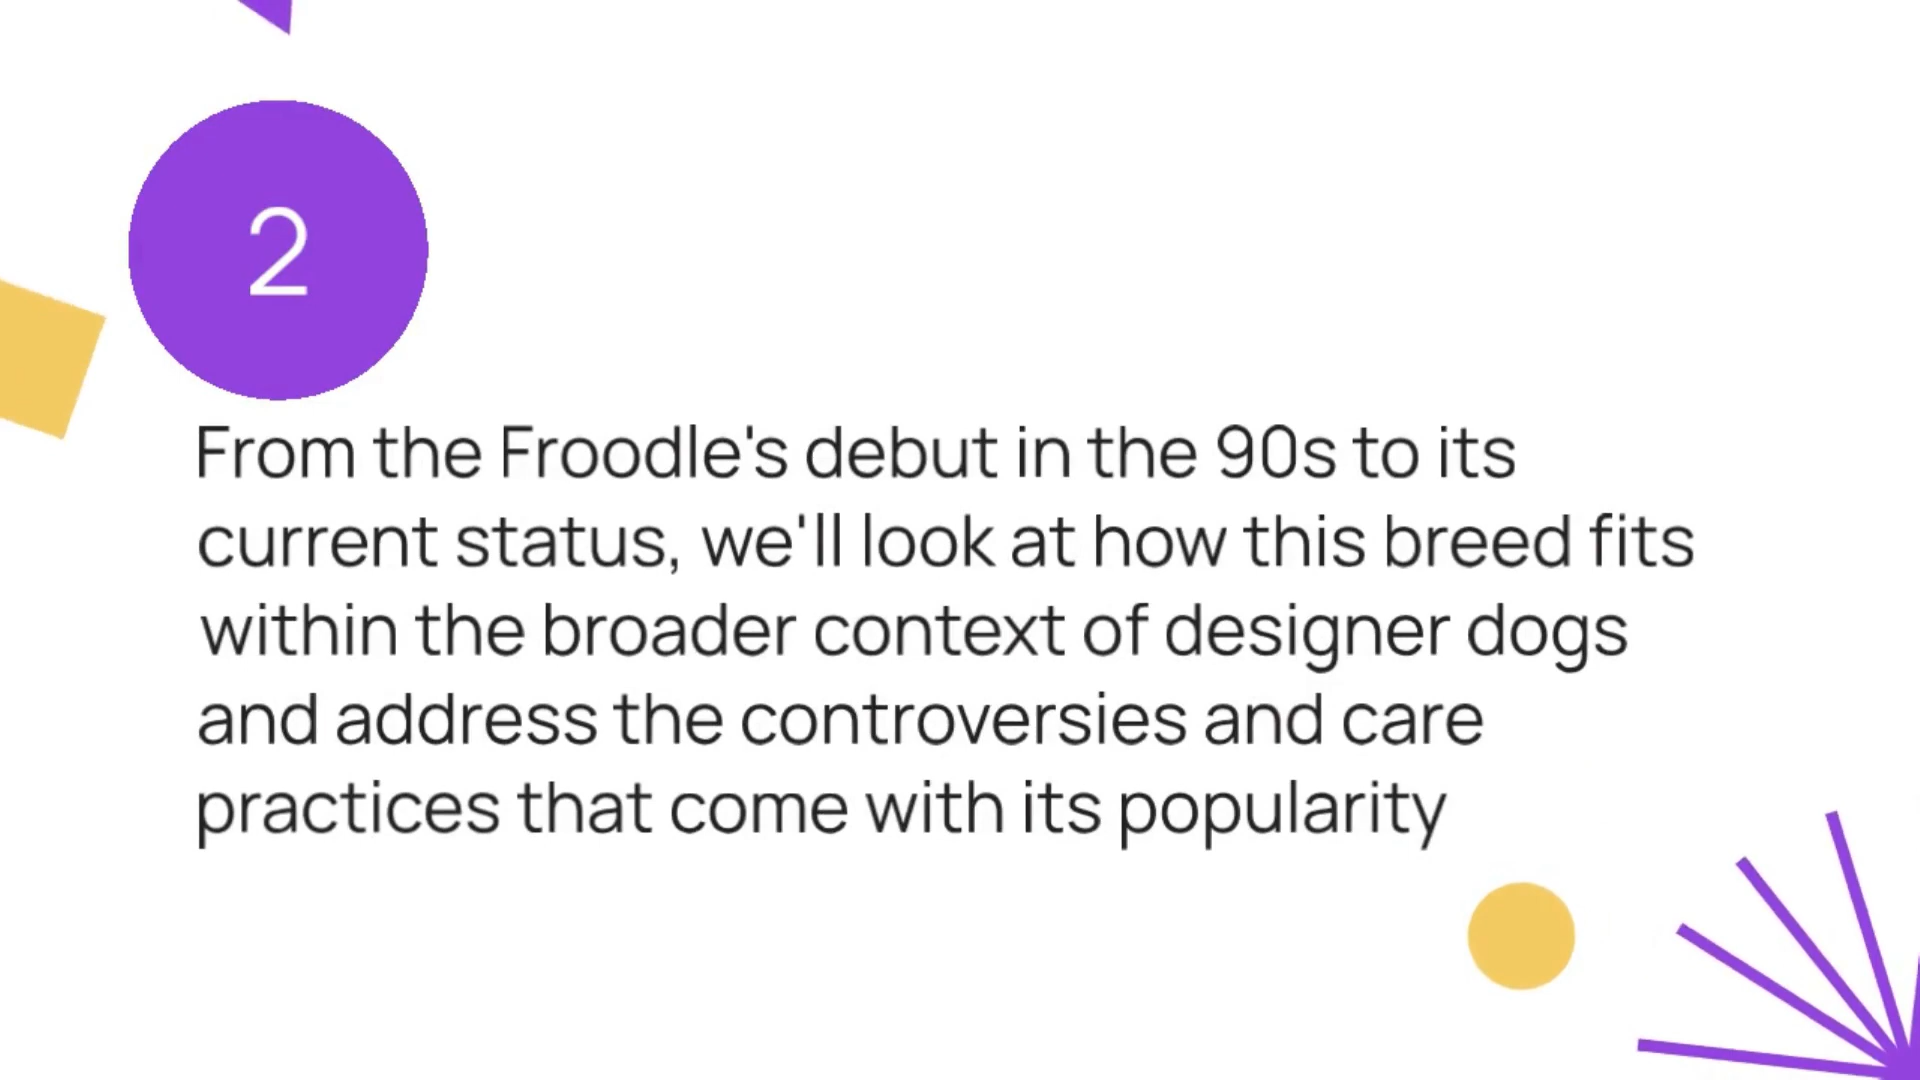 2
From the Froodle's debut in the 90s to its
current status, we'll look at how this breed fits
within the broader context of designer dogs
and address the controversies and care
practices that come with its popularity